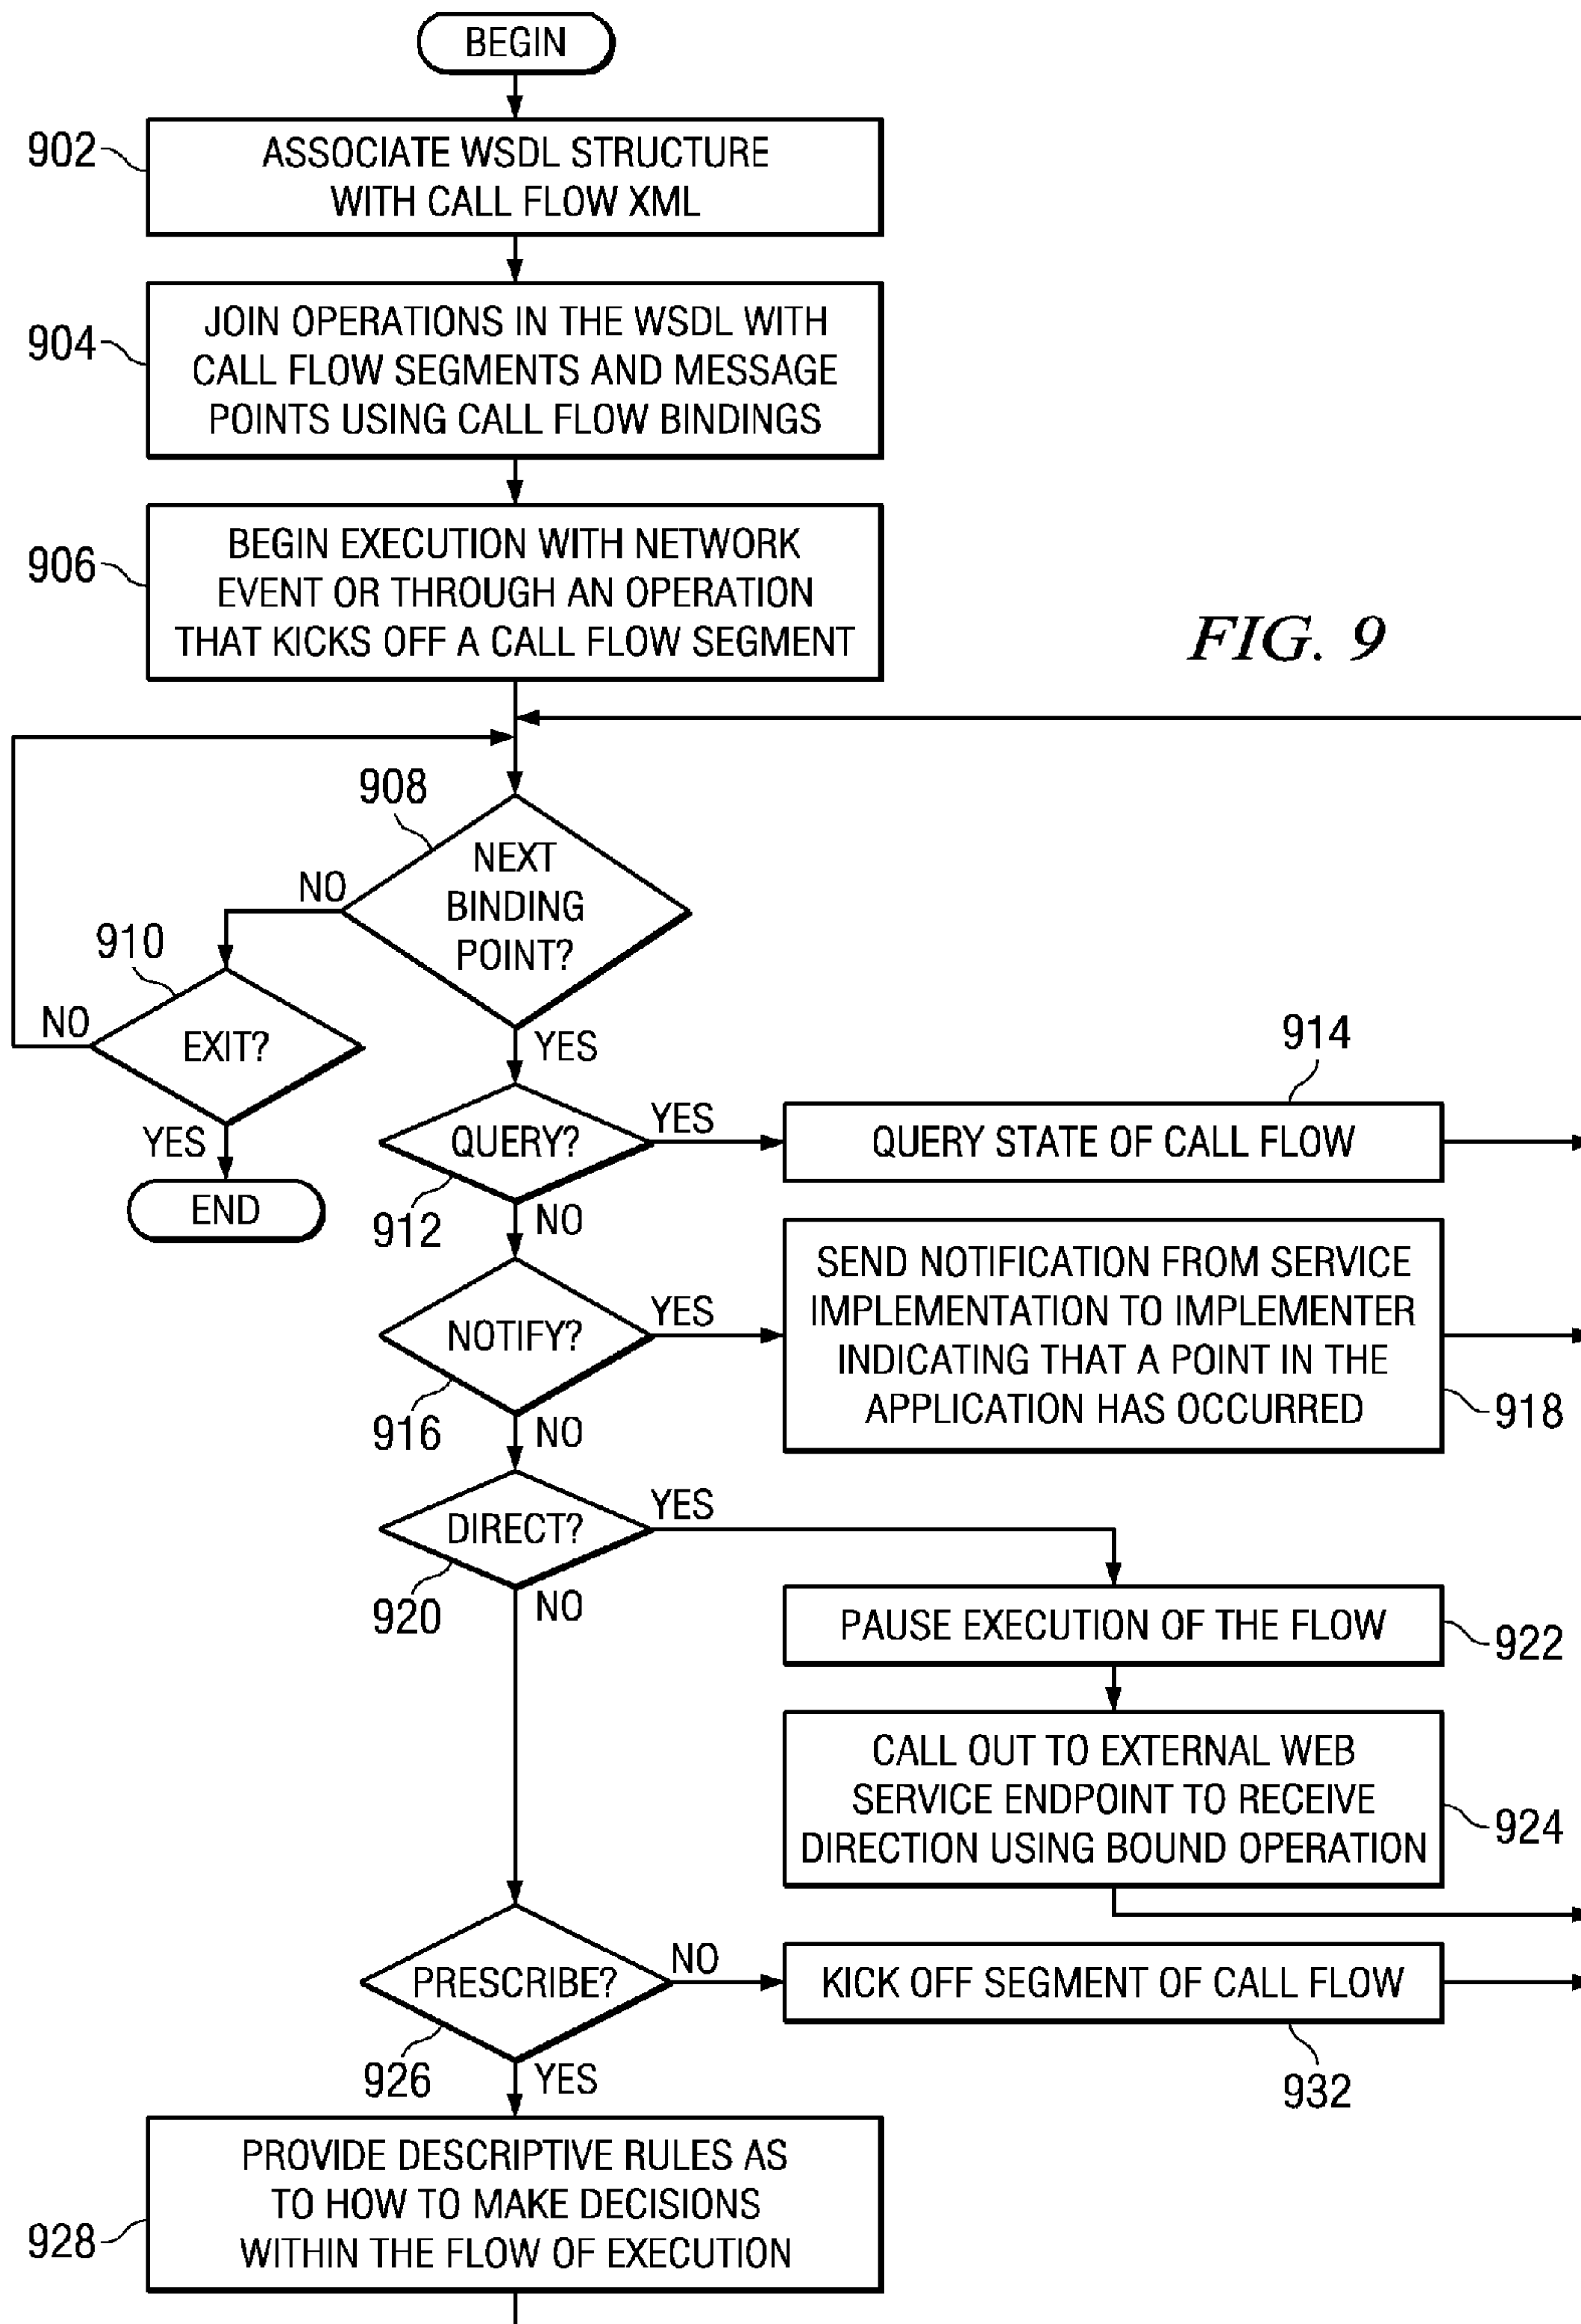 BEGIN
902
ASSOCIATE WSDL STRUCTURE
WITH CALL FLOW XML
904
JOIN OPERATIONS IN THE WSDL WITH
CALL FLOW SEGMENTS AND MESSAGE
POINTS USING CALL FLOW BINDINGS
906
BEGIN EXECUTION WITH NETWORK
EVENT OR THROUGH AN OPERATION
THAT KICKS OFF A CALL FLOW SEGMENT
FIG. 9
908
NEXT
BINDING
POINT?
NO
YES
910
EXIT?
NO
YES
END
912
QUERY?
YES
NO
914
QUERY STATE OF CALL FLOW
916
NOTIFY?
YES
NO
SEND NOTIFICATION FROM SERVICE
IMPLEMENTATION TO IMPLEMENTER
INDICATING THAT A POINT IN THE
APPLICATION HAS OCCURRED
918
920
DIRECT?
YES
NO
PAUSE EXECUTION OF THE FLOW
922
CALL OUT TO EXTERNAL WEB
SERVICE ENDPOINT TO RECEIVE
DIRECTION USING BOUND OPERATION
924
926
PRESCRIBE?
NO
YES
KICK OFF SEGMENT OF CALL FLOW
932
928
PROVIDE DESCRIPTIVE RULES AS
TO HOW TO MAKE DECISIONS
WITHIN THE FLOW OF EXECUTION